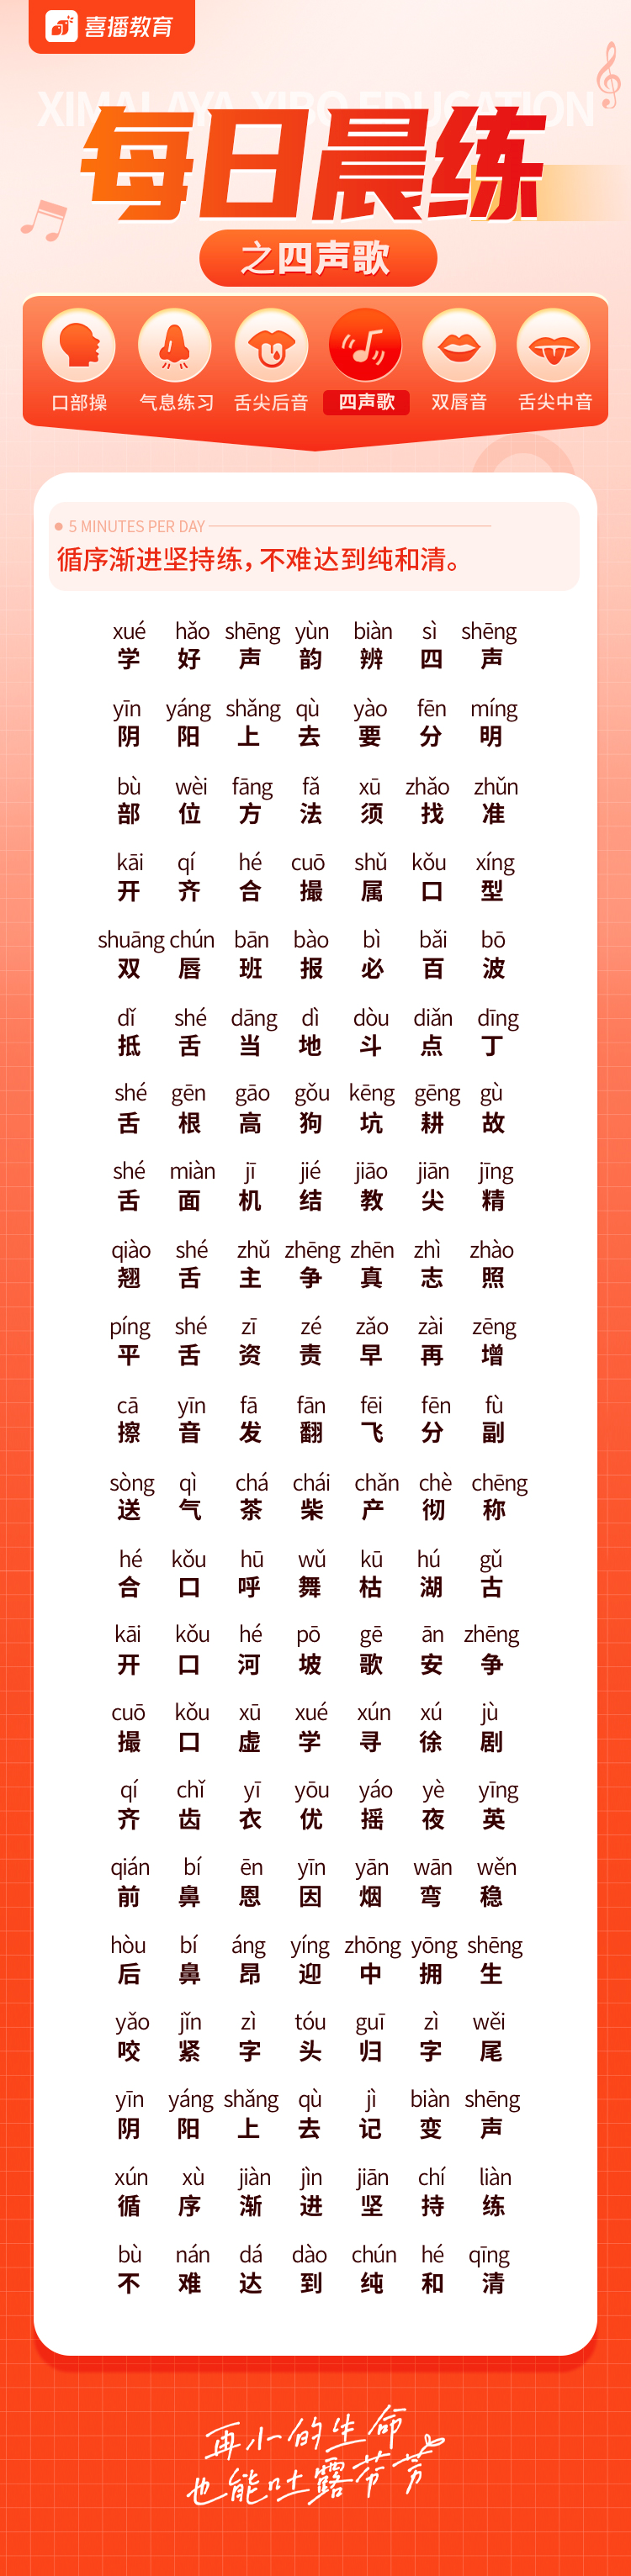 喜播教育
XIMALAYA YIBO EDUCATION
每日晨练
之四声歌
口部操 气息练习 舌尖后音 四声歌 双唇音 舌尖中音
5 MINUTES PER DAY
循序渐进坚持练，不难达到纯和清。
xué hǎo shēng yùn biàn sì shēng
学 好 声 韵 辨 四 声
yīn yáng shǎng qù yào fēn míng
阴 阳 上 去 要 分 明
bù wèi fāng fǎ xū zhǎo zhǔn
部 位 方 法 须 找 准
kāi qí hé cuō shǔ kǒu xíng
开 齐 合 撮 属 口 型
shuāng chún bān bào bì bǎi bō
双 唇 班 报 必 百 波
dǐ shé dāng dì dòu diǎn dīng
抵 舌 当 地 斗 点 丁
shé gēn gāo gǒu kēng gēng gù
舌 根 高 狗 坑 耕 故
shé miàn jī jié jiāo jiān jīng
舌 面 机 结 教 尖 精
qiào shé zhǔ zhēng zhēn zhì zhào
翘 舌 主 争 真 志 照
píng shé zī zé zǎo zài zēng
平 舌 资 责 早 再 增
cā yīn fā fān fēi fēn fù
擦 音 发 翻 飞 分 副
sòng qì chá chái chǎn chè chēng
送 气 茶 柴 产 彻 称
hé kǒu hū wǔ kū hú gǔ
合 口 呼 舞 枯 湖 古
kāi kǒu hé pō gē ān zhēng
开 口 河 坡 歌 安 争
cuō kǒu xū xué xún xú jù
撮 口 虚 学 寻 徐 剧
qí chǐ yī yōu yáo yè yīng
齐 齿 衣 优 摇 夜 英
qián bí ēn yīn yān wān wěn
前 鼻 恩 因 烟 弯 稳
hòu bí áng yíng zhōng yōng shēng
后 鼻 昂 迎 中 拥 生
yǎo jǐn zì tóu guī zì wěi
咬 紧 字 头 归 字 尾
yīn yáng shǎng qù jì biàn shēng
阴 阳 上 去 记 变 声
xún xù jiàn jìn jiān chí liàn
循 序 渐 进 坚 持 练
bù nán dá dào chún hé qīng
不 难 达 到 纯 和 清
再小的生命
也能吐露芬芳